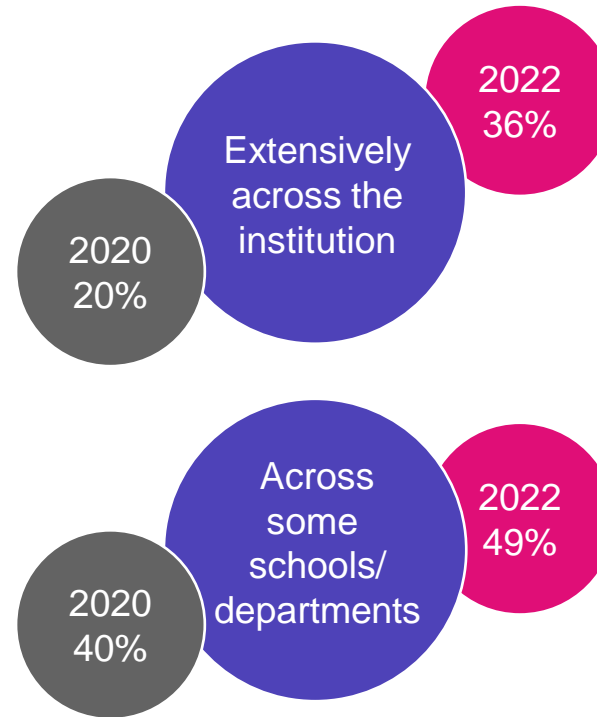 2022
36%
Extensively
across the
institution
2020
20%
Across
some
schools/
departments
2022
49%
2020
40%